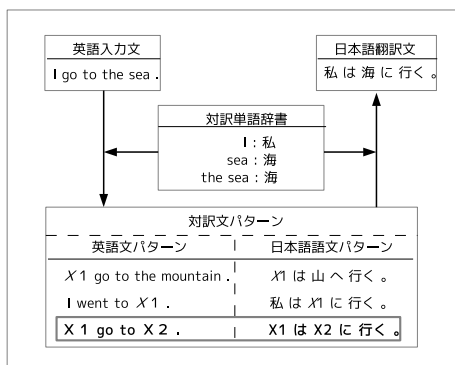 英語入力文
I go to the sea .
日本語翻訳文
私 は 海 に 行く 。
対訳単語辞書
I : 私
sea : 海
the sea : 海
対訳文パターン
英語文パターン 日本語語文パターン
X 1 go to the mountain . X1 は 山 へ 行く 。
I went to X 1 . 私 は X1 に 行く 。
X 1 go to X 2 . X1 は X2 に 行く 。